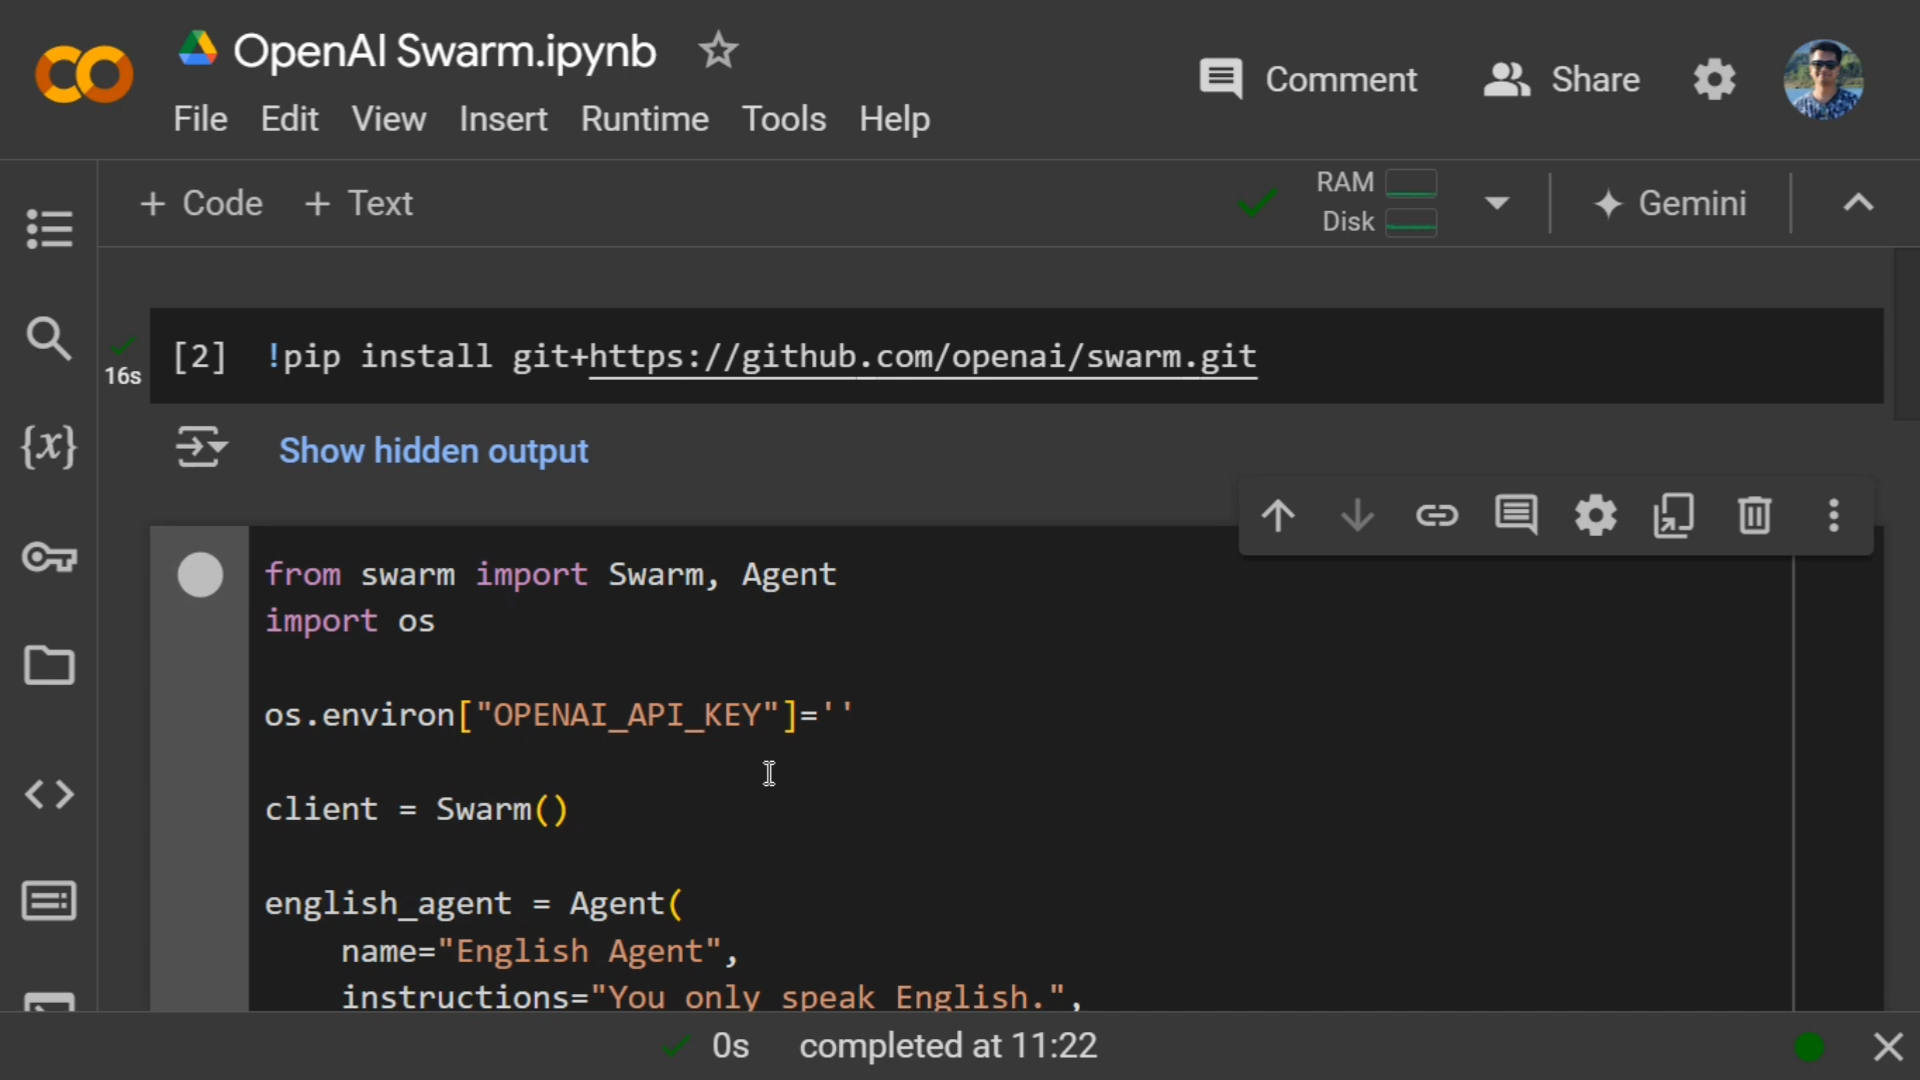 OpenAI Swarm.ipynb
File Edit View Insert Runtime Tools Help
Comment
Share
+ Code + Text
RAM
Disk
Gemini
16s
[2] !pip install git+https://github.com/openai/swarm.git
Show hidden output
{x}
from swarm import Swarm, Agent
import os
os.environ["OPENAI_API_KEY"]=''
client = Swarm()
english_agent = Agent(
name="English Agent",
instructions="You only speak English.",
0s completed at 11:22